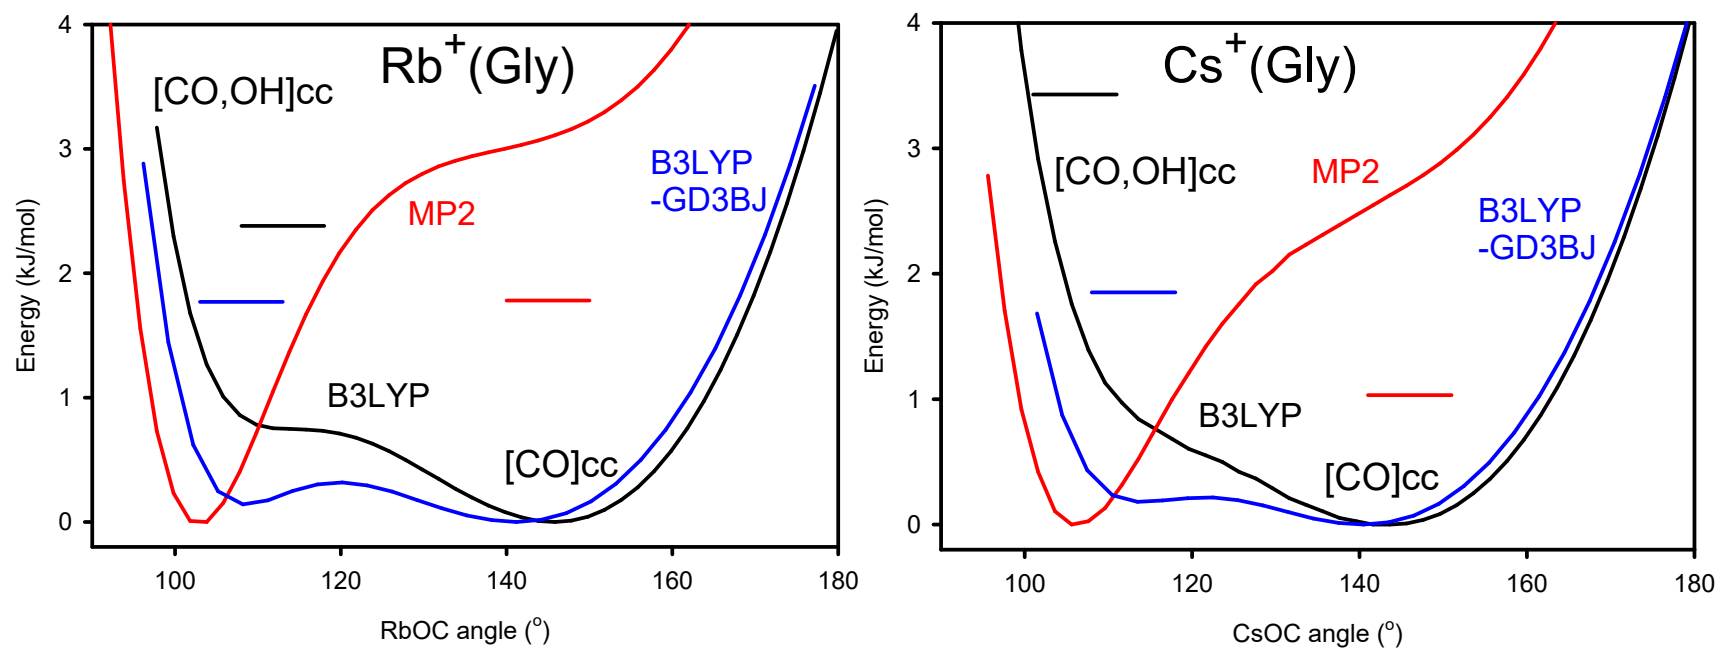 4
3
2
1
0
Energy (kJ/mol)
Rb+(Gly)
[CO,OH]cc
MP2
B3LYP
-GD3BJ
B3LYP
[CO]cc
100
120
140
160
180
RbOC angle (o)
4
3
2
1
0
Energy (kJ/mol)
Cs+(Gly)
[CO,OH]cc
MP2
B3LYP
-GD3BJ
B3LYP
[CO]cc
100
120
140
160
180
CsOC angle (o)